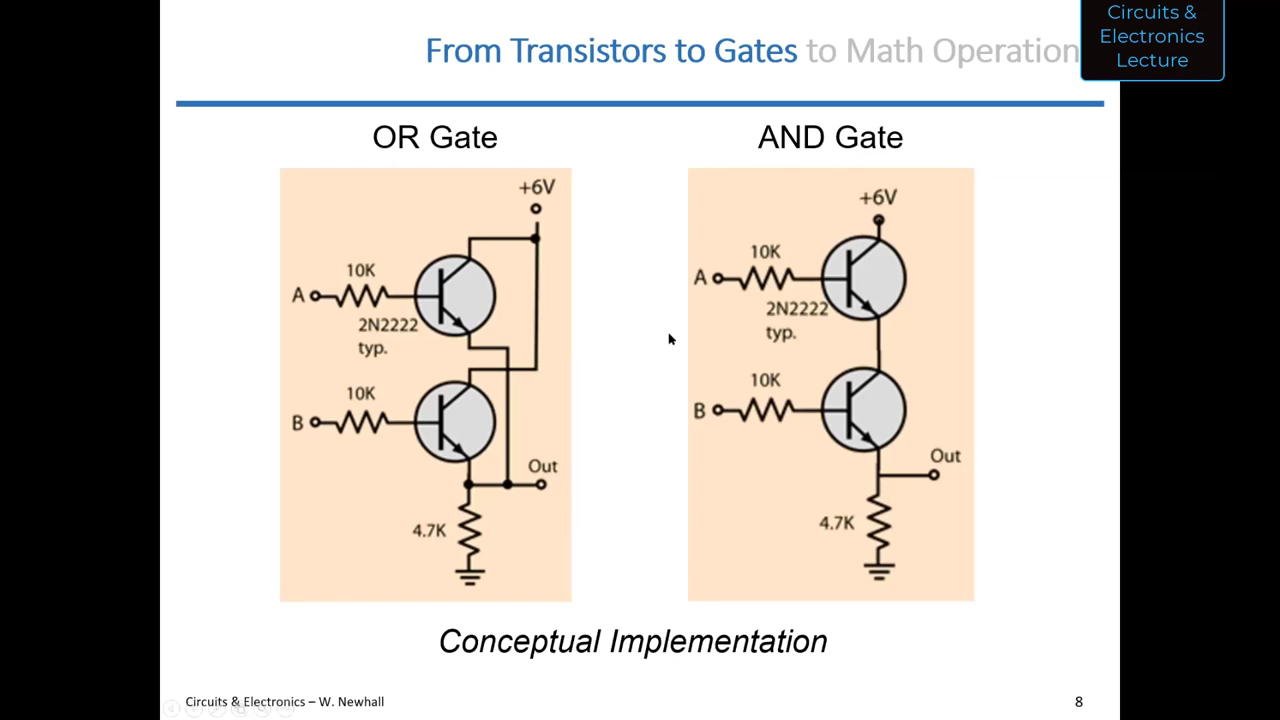 Circuits &
Electronics
Lecture
From Transistors to Gates to Math Operation
OR Gate
+6V
10K
A
2N2222
typ.
10K
B
Out
4.7K
AND Gate
+6V
10K
A
2N2222
typ.
10K
B
Out
4.7K
Conceptual Implementation
Circuits & Electronics – W. Newhall
8